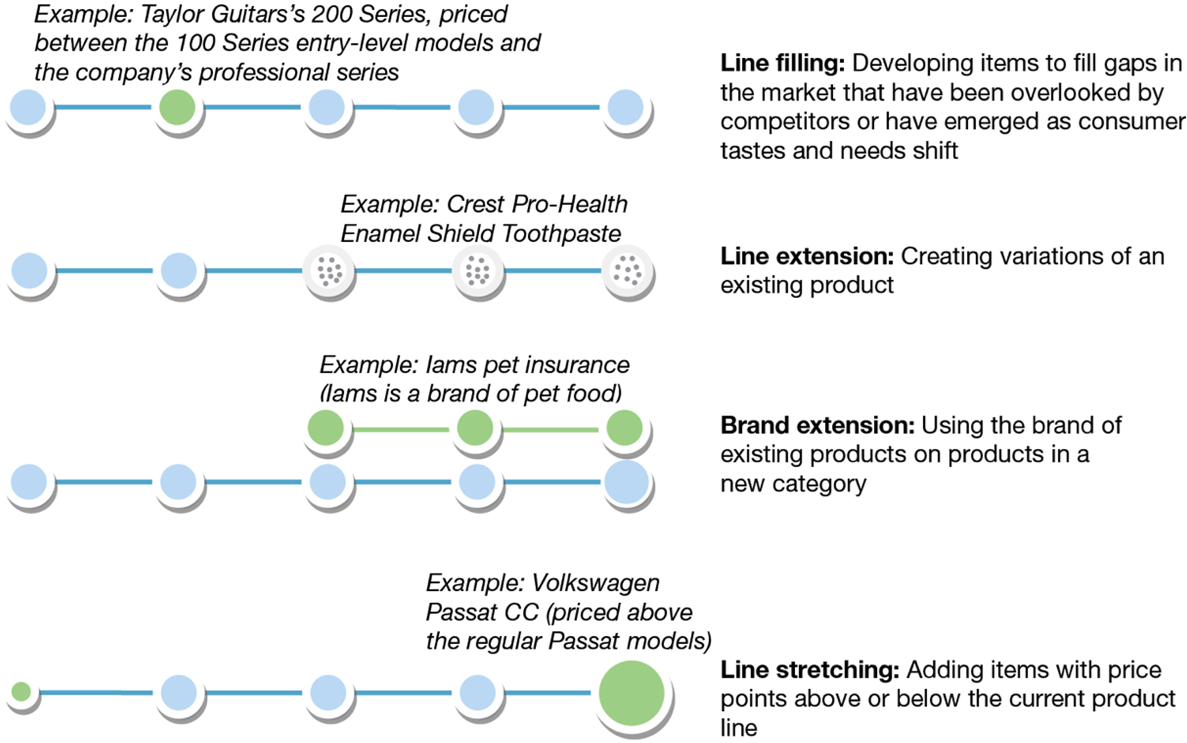 Example: Taylor Guitars's 200 Series, priced
between the 100 Series entry-level models and
the company's professional series
Line filling: Developing items to fill gaps in
the market that have been overlooked by
competitors or have emerged as consumer
tastes and needs shift
Example: Crest Pro-Health
Enamel Shield Toothpaste
Line extension: Creating variations of an
existing product
Example: Iams pet insurance
(Iams is a brand of pet food)
Brand extension: Using the brand of
existing products on products in a
new category
Example: Volkswagen
Passat CC (priced above
the regular Passat models)
Line stretching: Adding items with price
points above or below the current product
line